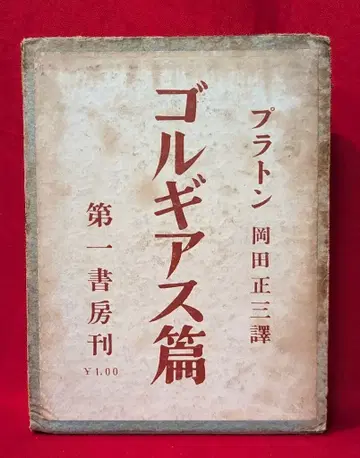 プラトン 岡田正三譯
ゴルギアス篇
第一書房刊
¥1.00